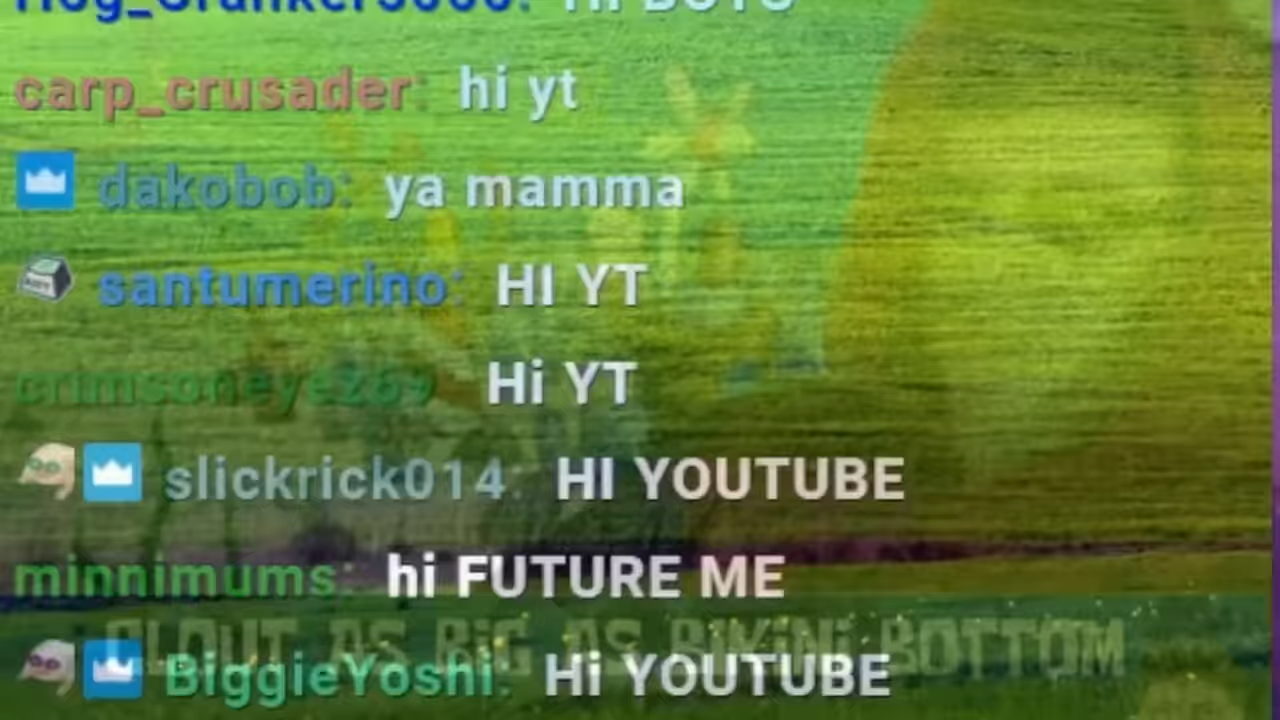 carp_crusader: hi yt
dakobob: ya mamma
santumerino: HI YT
crimsoneye269 Hi YT
slickrick014: HI YOUTUBE
minnimums: hi FUTURE ME
CLOUT AS BIG AS BIKINI BOTTOM
BiggieYoshi: Hi YOUTUBE